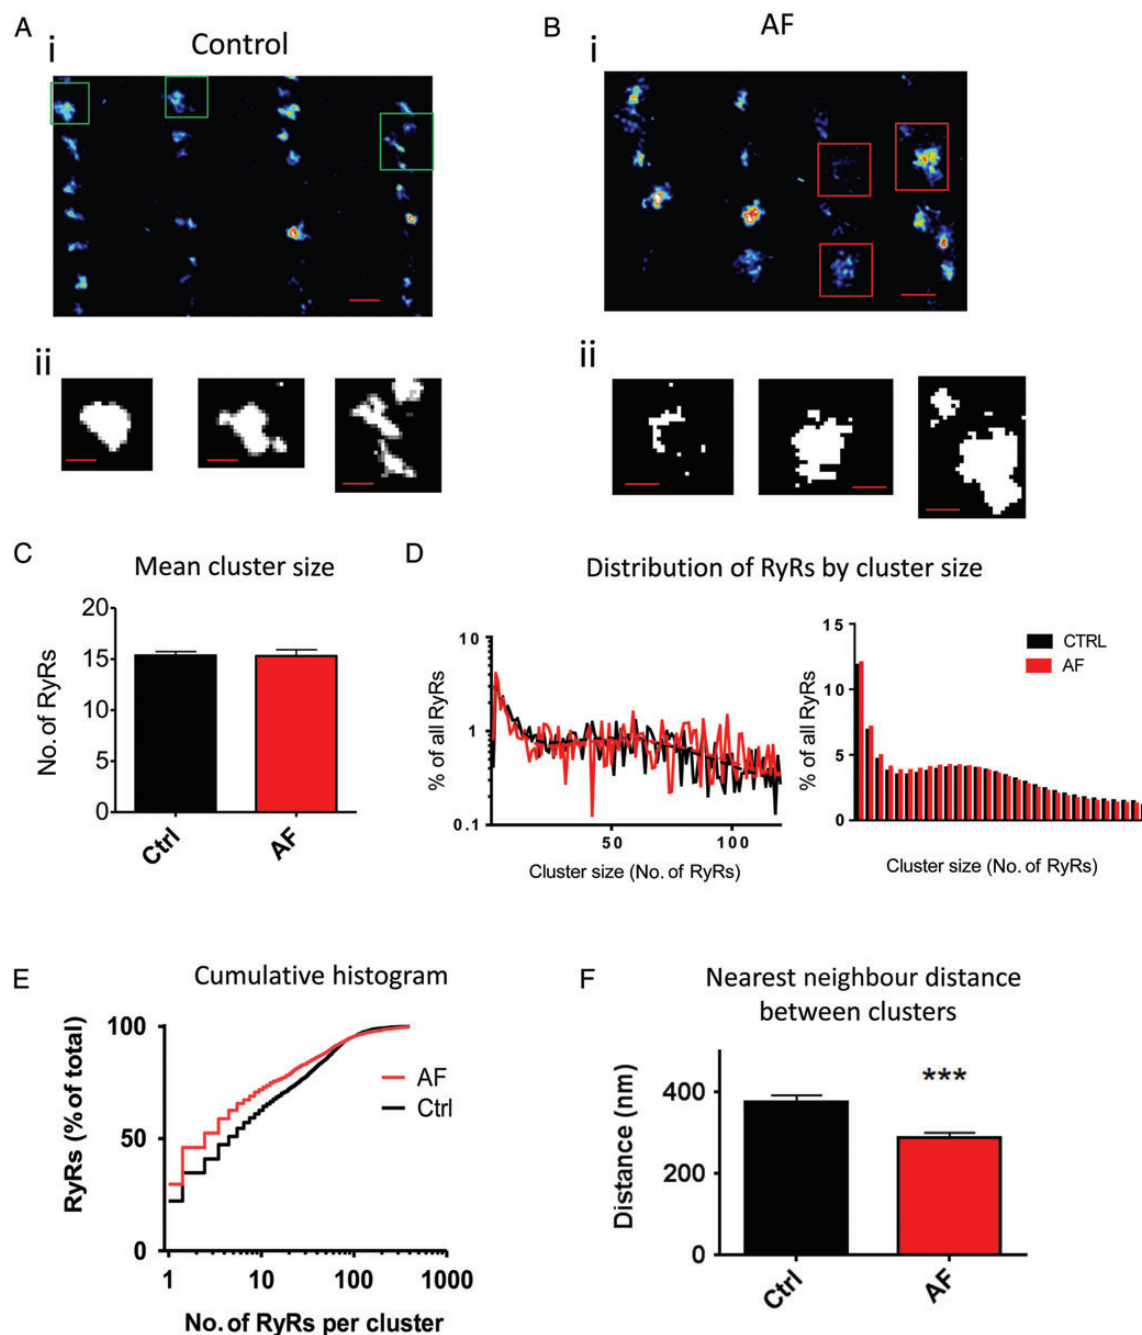 A
i
Control
B
i
AF
ii
ii
C
Mean cluster size
No. of RyRs
20
15
10
5
0
Ctrl
AF
D
Distribution of RyRs by cluster size
% of all RyRs
10
1
0.1
50
100
Cluster size (No. of RyRs)
% of all RyRs
15
10
5
0
CTRL
AF
Cluster size (No. of RyRs)
E
Cumulative histogram
RyRs (% of total)
100
50
0
AF
Ctrl
1
10
100
1000
No. of RyRs per cluster
F
Nearest neighbour distance
between clusters
Distance (nm)
400
200
0
***
Ctrl
AF